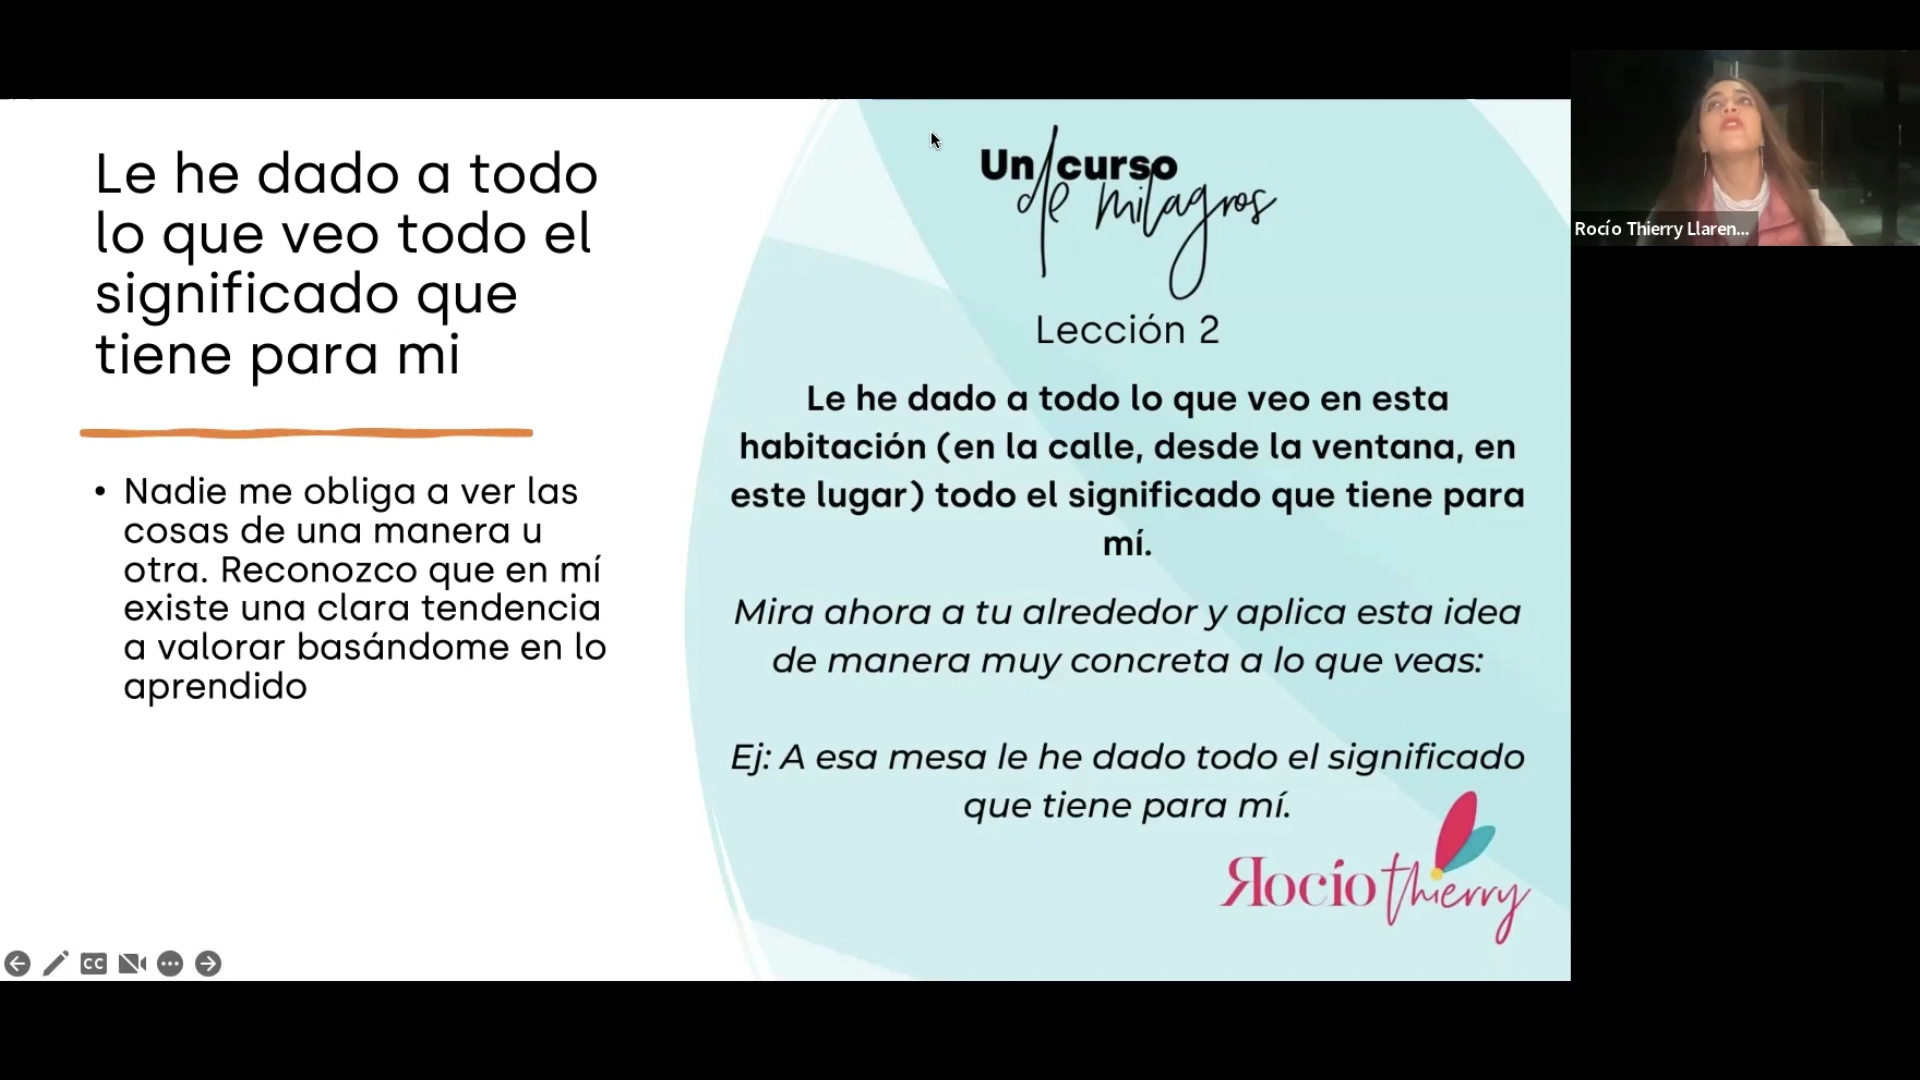 Le he dado a todo
lo que veo todo el
significado que
tiene para mi
• Nadie me obliga a ver las
cosas de una manera u
otra. Reconozco que en mí
existe una clara tendencia
a valorar basándome en lo
aprendido
Un curso
de milagros
Lección 2
Le he dado a todo lo que veo en esta
habitación (en la calle, desde la ventana, en
este lugar) todo el significado que tiene para
mí.
Mira ahora a tu alrededor y aplica esta idea
de manera muy concreta a lo que veas:
Ej: A esa mesa le he dado todo el significado
que tiene para mí.
Rocío Thierry
CC
Rocío Thierry Llaren...